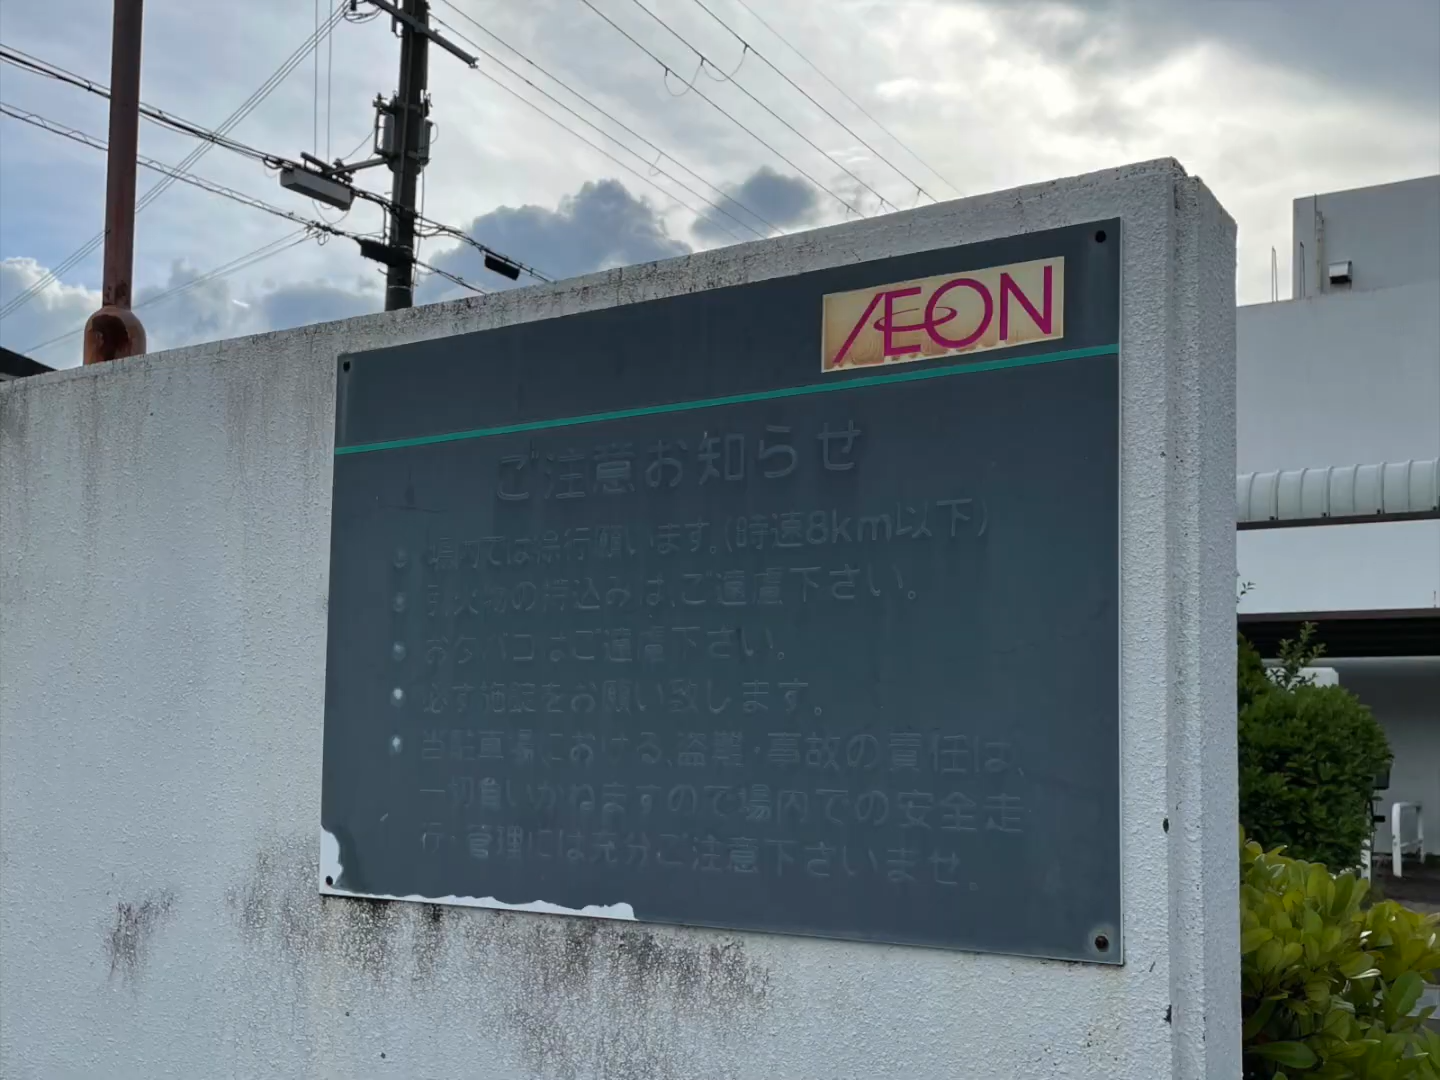 ÆON
ご注意お知らせ
場内では徐行願います。(時速8km以下)
引火物の持込みは、ご遠慮下さい。
おタバコはご遠慮下さい。
必ず施錠をお願い致します。
当駐車場における、盗難・事故の責任は、
一切負いかねますので場内での安全走
行・管理には充分ご注意下さいませ。